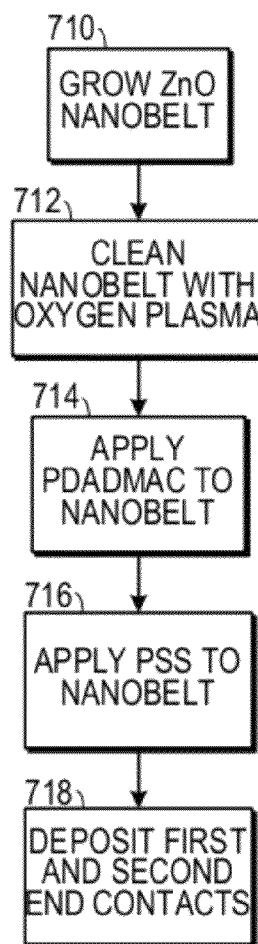 710
GROW ZnO
NANOBELT
712
CLEAN
NANOBELT WITH
OXYGEN PLASMA
714
APPLY
PDADMAC TO
NANOBELT
716
APPLY PSS TO
NANOBELT
718
DEPOSIT FIRST
AND SECOND
END CONTACTS